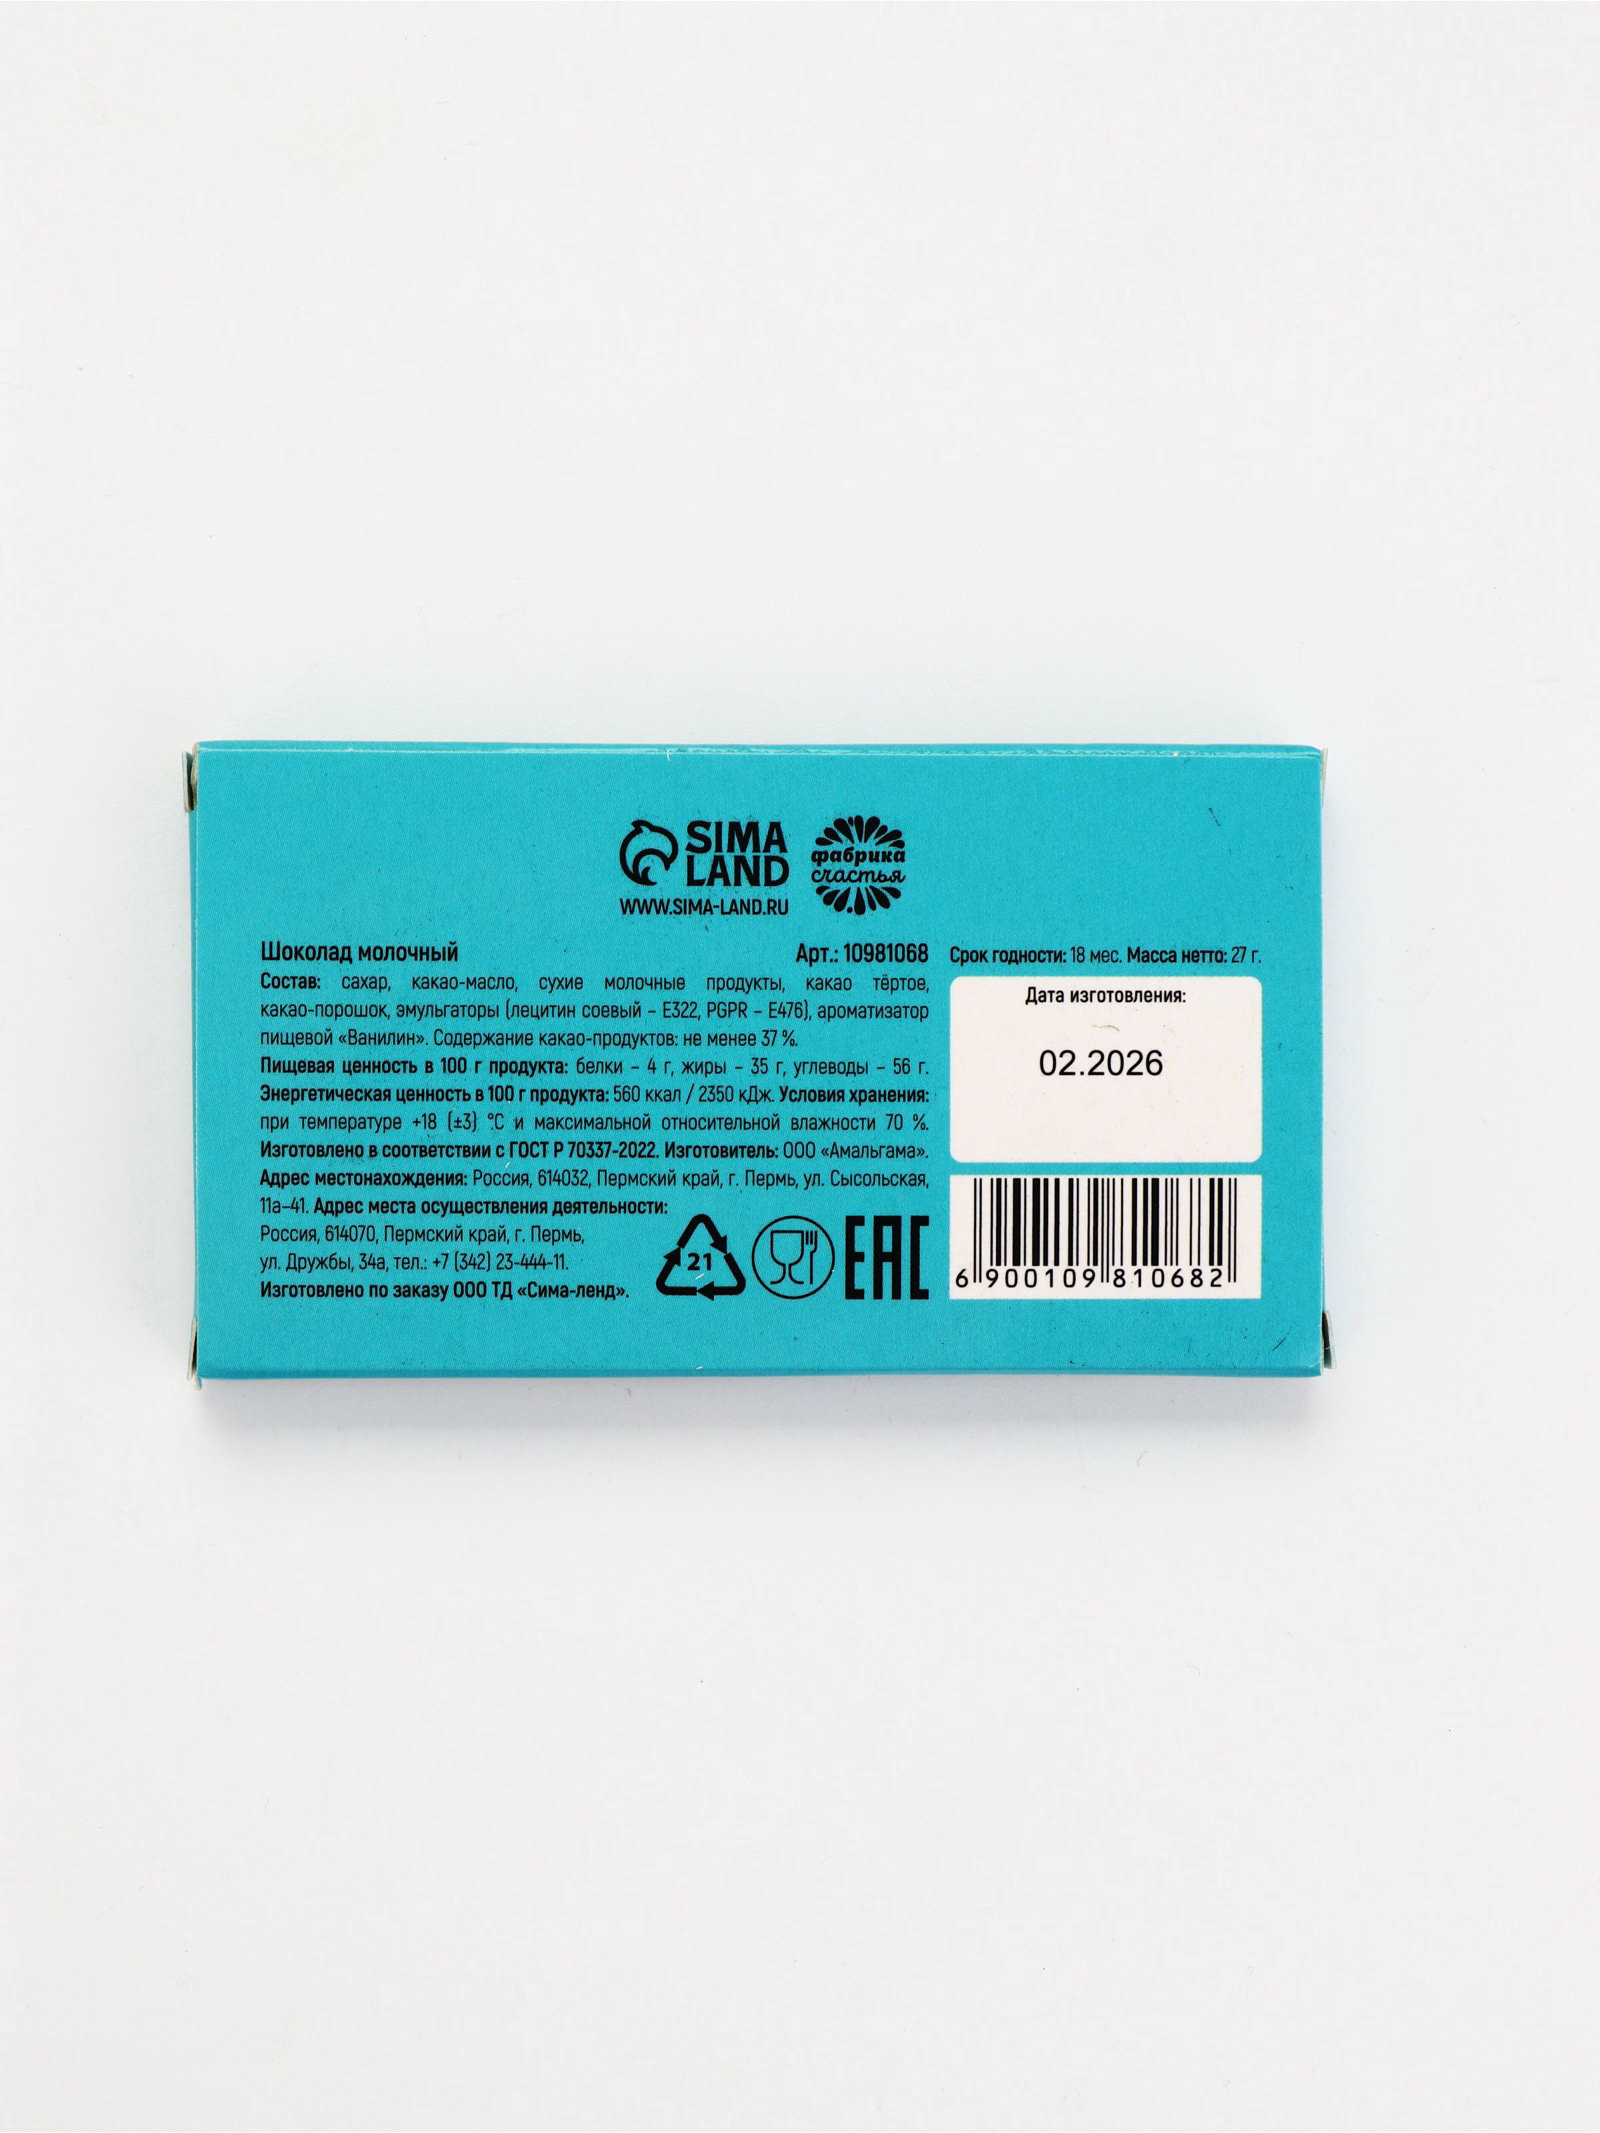 SIMA
LAND
WWW.SIMA-LAND.RU
фабрика
счастья
Шоколад молочный Арт.: 10981068
Состав: сахар, какао-масло, сухие молочные продукты, какао тёртое,
какао-порошок, эмульгаторы (лецитин соевый – Е322, PGPR – Е476), ароматизатор
пищевой «Ванилин». Содержание какао-продуктов: не менее 37 %.
Пищевая ценность в 100 г продукта: белки – 4 г, жиры – 35 г, углеводы – 56 г.
Энергетическая ценность в 100 г продукта: 560 ккал / 2350 кДж. Условия хранения:
при температуре +18 (±3) °С и максимальной относительной влажности 70 %.
Изготовлено в соответствии с ГОСТ Р 70337-2022. Изготовитель: ООО «Амальгама».
Адрес местонахождения: Россия, 614032, Пермский край, г. Пермь, ул. Сысольская,
11а–41. Адрес места осуществления деятельности:
Россия, 614070, Пермский край, г. Пермь,
ул. Дружбы, 34а, тел.: +7 (342) 23-444-11.
Изготовлено по заказу ООО ТД «Сима-ленд».
21
EAC
Срок годности: 18 мес. Масса нетто: 27 г.
Дата изготовления:
02.2026
6 900109 810682